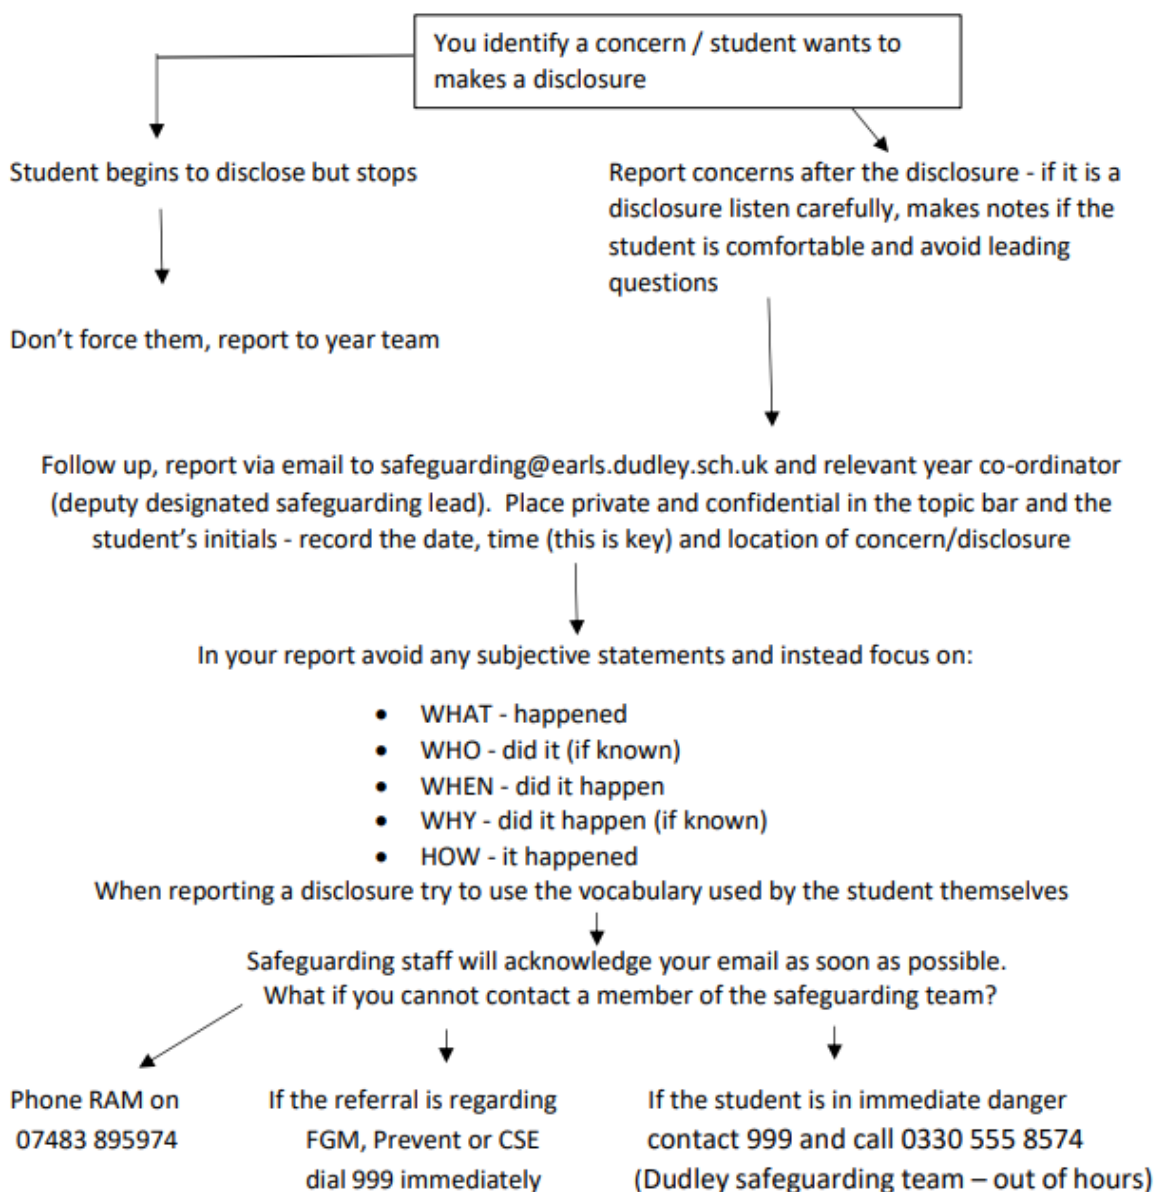 You identify a concern / student wants to
makes a disclosure
Student begins to disclose but stops
Report concerns after the disclosure - if it is a
disclosure listen carefully, makes notes if the
student is comfortable and avoid leading
questions
Don’t force them, report to year team
Follow up, report via email to safeguarding@earls.dudley.sch.uk and relevant year co-ordinator
(deputy designated safeguarding lead). Place private and confidential in the topic bar and the
student’s initials - record the date, time (this is key) and location of concern/disclosure
In your report avoid any subjective statements and instead focus on:
• WHAT - happened
• WHO - did it (if known)
• WHEN - did it happen
• WHY - did it happen (if known)
• HOW - it happened
When reporting a disclosure try to use the vocabulary used by the student themselves
Safeguarding staff will acknowledge your email as soon as possible.
What if you cannot contact a member of the safeguarding team?
Phone RAM on
07483 895974
If the referral is regarding
FGM, Prevent or CSE
dial 999 immediately
If the student is in immediate danger
contact 999 and call 0330 555 8574
(Dudley safeguarding team – out of hours)